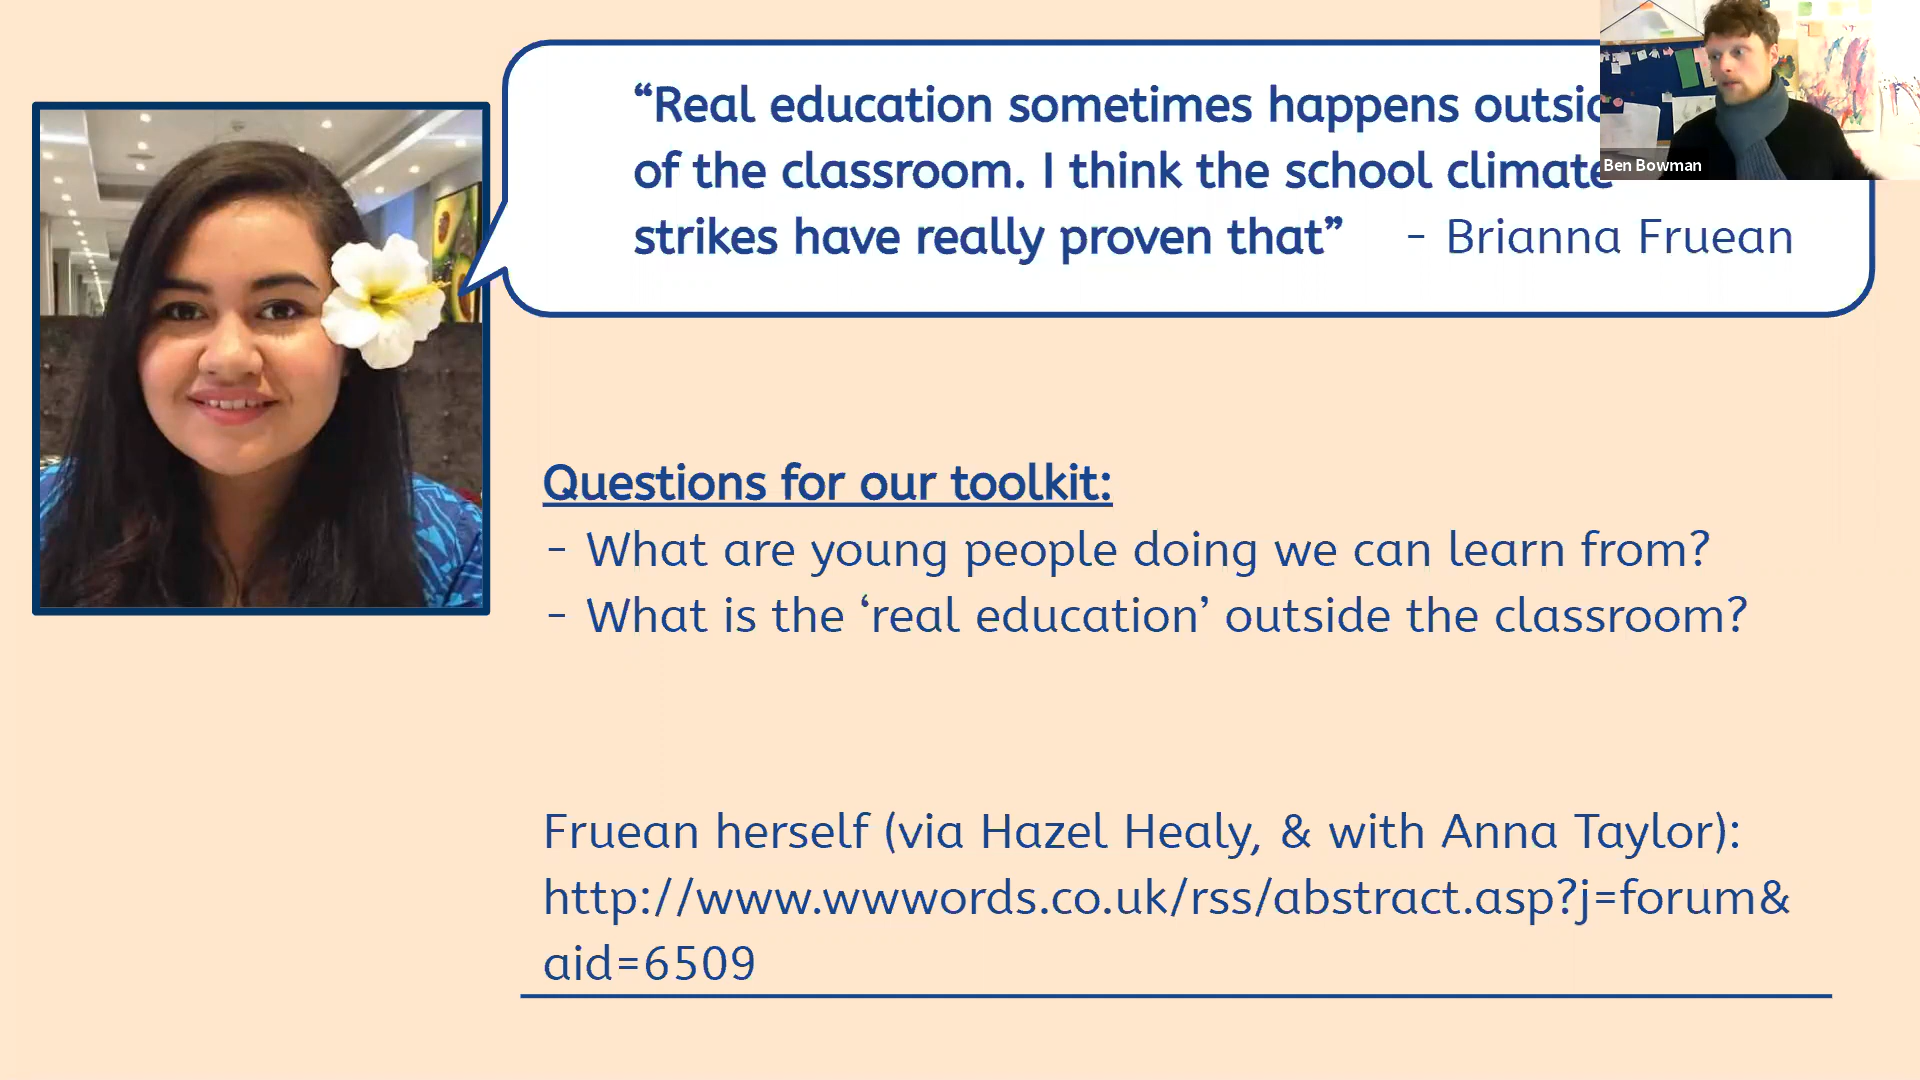 “Real education sometimes happens
of the classroom. I think the school climate
strikes have really proven that” - Brianna Fruean
Ben Bowman
Questions for our toolkit:
- What are young people doing we can learn from?
- What is the ‘real education’ outside the classroom?
Fruean herself (via Hazel Healy, & with Anna Taylor):
http://www.wwwords.co.uk/rss/abstract.asp?j=forum&
aid=6509